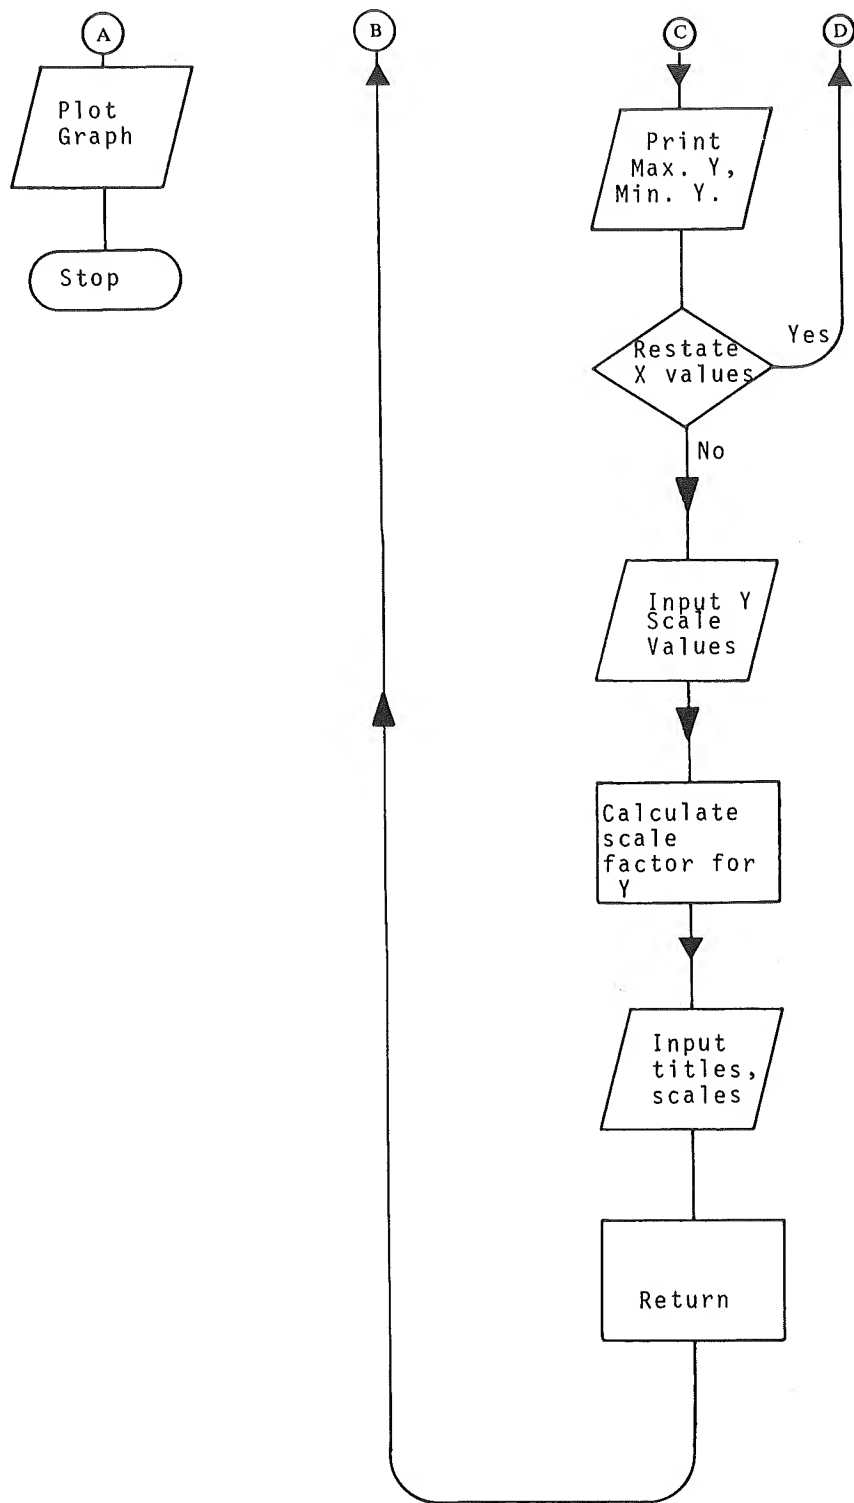 A
B
C
D
Plot
Graph
Stop
Print
Max. Y,
Min. Y.
Restate
X values
Yes
No
Input Y
Scale
Values
Calculate
scale
factor for
Y
Input
titles,
scales
Return